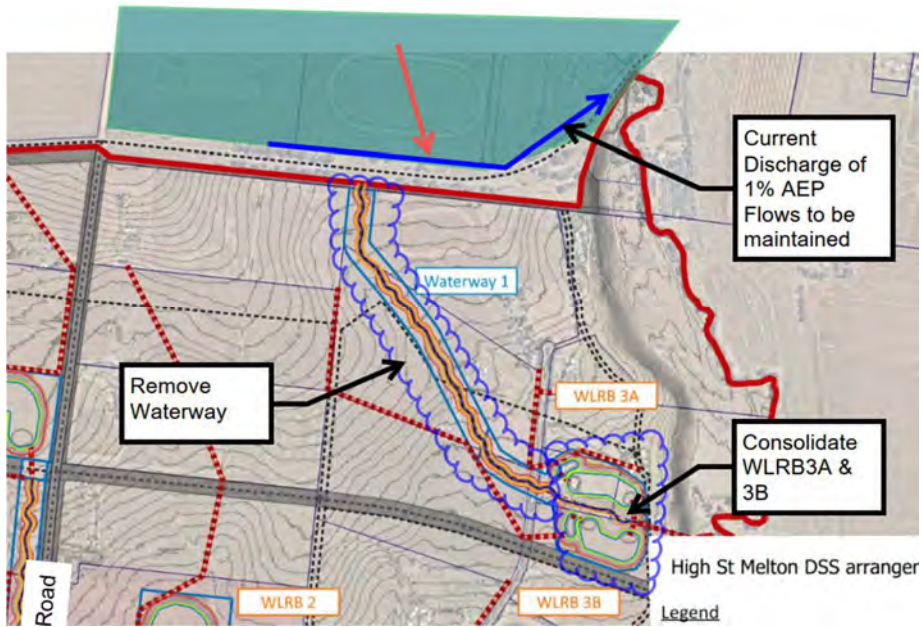 Current
Discharge of
1% AEP
Flows to be
maintained
Waterway 1
Remove
Waterway
WLRB 3A
Consolidate
WLRB3A &
3B
High St Melton DSS arranger
Road
WLRB 2
WLRB 3B
Legend